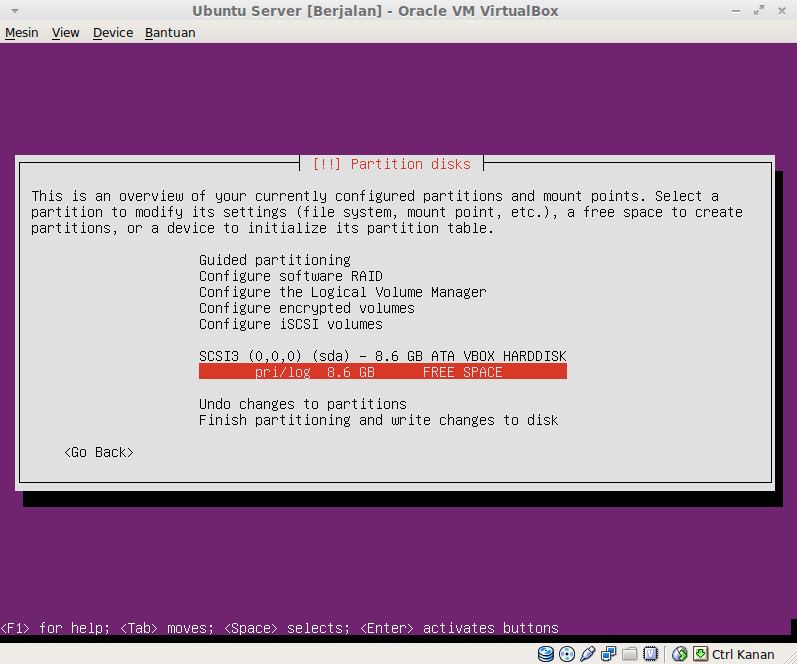 Ubuntu Server [Berjalan] - Oracle VM VirtualBox
Mesin View Device Bantuan
[!!] Partition disks
This is an overview of your currently configured partitions and mount points. Select a
partition to modify its settings (file system, mount point, etc.), a free space to create
partitions, or a device to initialize its partition table.
Guided partitioning
Configure software RAID
Configure the Logical Volume Manager
Configure encrypted volumes
Configure iSCSI volumes
SCSI3 (0,0,0) (sda) - 8.6 GB ATA VBOX HARDDISK
pri/log 8.6 GB FREE SPACE
Undo changes to partitions
Finish partitioning and write changes to disk
<Go Back>
<F1> for help; <Tab> moves; <Space> selects; <Enter> activates buttons
Ctrl Kanan